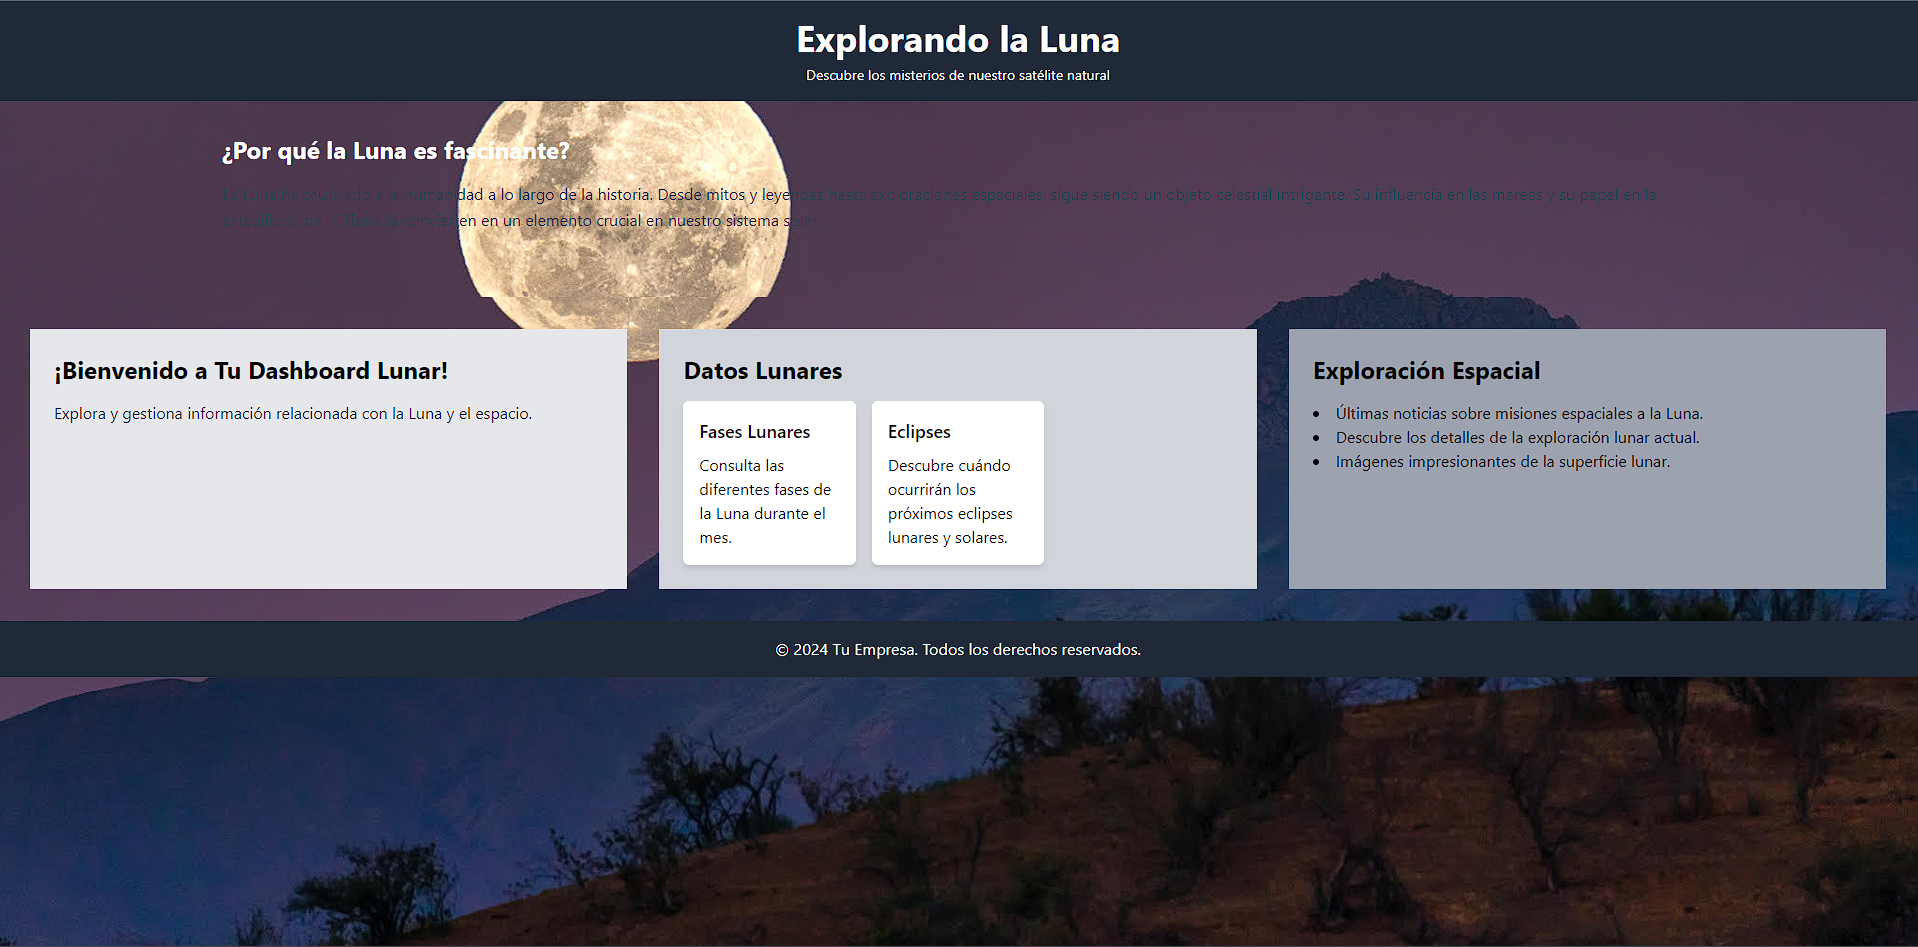 Explorando la Luna
Descubre los misterios de nuestro satélite natural
¿Por qué la Luna es fascinante?
La Luna ha cautivado a la humanidad a lo largo de la historia. Desde mitos y leyendas hasta exploraciones espaciales, sigue siendo un objeto celestial intrigante. Su influencia en las mareas y su papel en la
estabilidad de la Tierra la convierten en un elemento crucial en nuestro sistema solar.
¡Bienvenido a Tu Dashboard Lunar!
Explora y gestiona información relacionada con la Luna y el espacio.
Datos Lunares
Fases Lunares
Consulta las
diferentes fases de
la Luna durante el
mes.
Eclipses
Descubre cuándo
ocurrirán los
próximos eclipses
lunares y solares.
Exploración Espacial
• Últimas noticias sobre misiones espaciales a la Luna.
• Descubre los detalles de la exploración lunar actual.
• Imágenes impresionantes de la superficie lunar.
© 2024 Tu Empresa. Todos los derechos reservados.